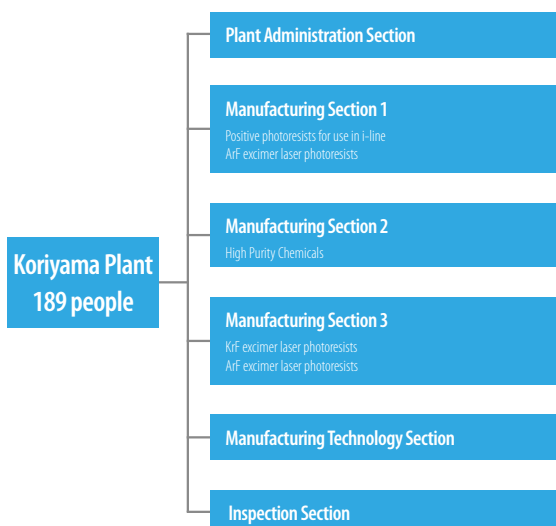 Plant Administration Section
Manufacturing Section 1
Positive photoresists for use in i-line
ArF excimer laser photoresists
Manufacturing Section 2
High Purity Chemicals
Koriyama Plant
189 people
Manufacturing Section 3
KrF excimer laser photoresists
ArF excimer laser photoresists
Manufacturing Technology Section
Inspection Section